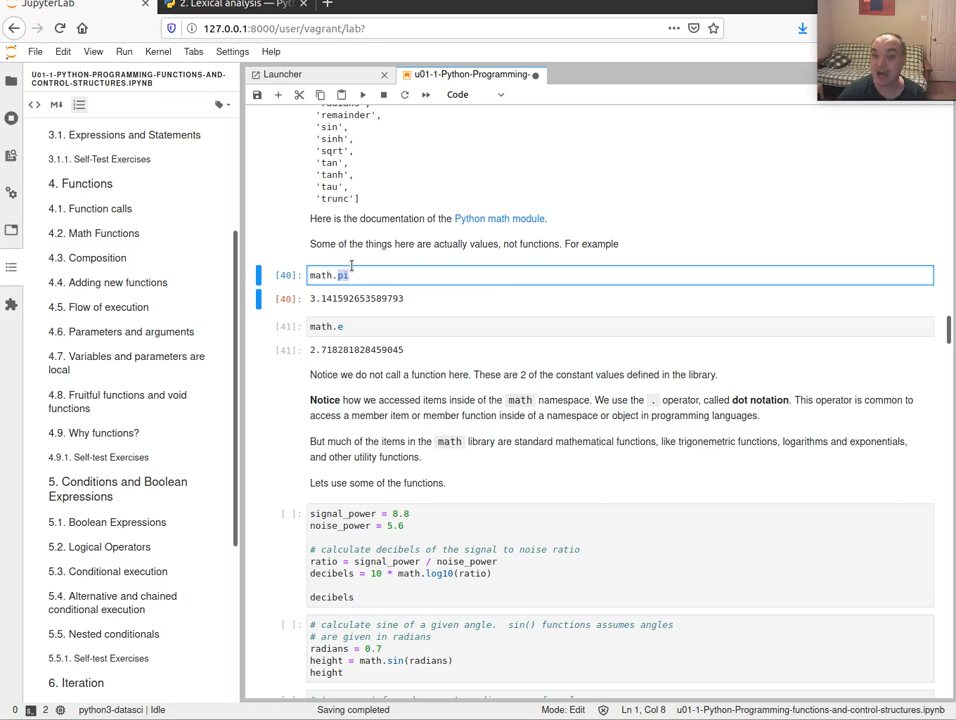 JupyterLab
2. Lexical analysis — Pyt
127.0.0.1:8000/user/vagrant/lab?
File Edit View Run Kernel Tabs Settings Help
U01-1-PYTHON-PROGRAMMING-FUNCTIONS-AND-
CONTROL-STRUCTURES.IPYNB
3.1. Expressions and Statements
3.1.1. Self-Test Exercises
4. Functions
4.1. Function calls
4.2. Math Functions
4.3. Composition
4.4. Adding new functions
4.5. Flow of execution
4.6. Parameters and arguments
4.7. Variables and parameters are
local
4.8. Fruitful functions and void
functions
4.9. Why functions?
4.9.1. Self-test Exercises
5. Conditions and Boolean
Expressions
5.1. Boolean Expressions
5.2. Logical Operators
5.3. Conditional execution
5.4. Alternative and chained
conditional execution
5.5. Nested conditionals
5.5.1. Self-test Exercises
6. Iteration
Launcher
u01-1-Python-Programming-
Code
'radians',
'remainder',
'sin',
'sinh',
'sqrt',
'tan',
'tanh',
'tau',
'trunc']
Here is the documentation of the Python math module.
Some of the things here are actually values, not functions. For example
[40]: math.pi
[40]: 3.141592653589793
[41]: math.e
[41]: 2.718281828459045
Notice we do not call a function here. These are 2 of the constant values defined in the library.
Notice how we accessed items inside of the math namespace. We use the . operator, called dot notation. This operator is common to
access a member item or member function inside of a namespace or object in programming languages.
But much of the items in the math library are standard mathematical functions, like trigonemetric functions, logarithms and exponentials,
and other utility functions.
Lets use some of the functions.
[ ]: signal_power = 8.8
noise_power = 5.6
# calculate decibels of the signal to noise ratio
ratio = signal_power / noise_power
decibels = 10 * math.log10(ratio)
decibels
[ ]: # calculate sine of a given angle. sin() functions assumes angles
# are given in radians
radians = 0.7
height = math.sin(radians)
height
0 2 python3-datasci | Idle Saving completed Mode: Edit Ln 1, Col 8 u01-1-Python-Programming-Functions-and-control-structures.ipynb